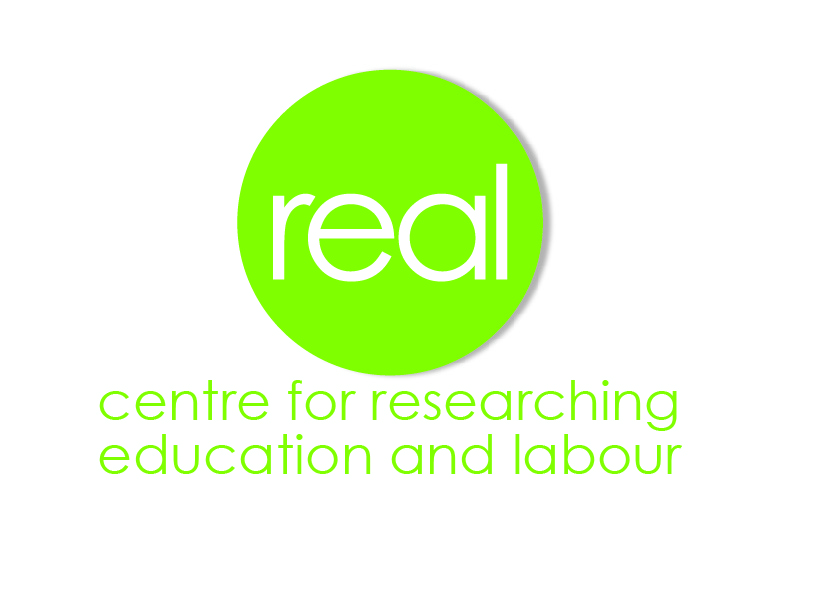 real
centre for researching
education and labour